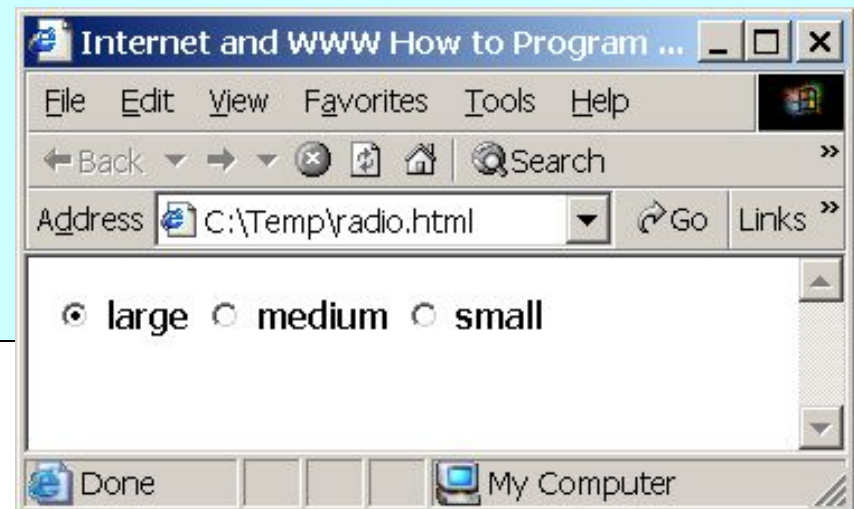 Internet and WWW How to Program ...
File Edit View Favorites Tools Help
Back Search »
Address C:\Temp\radio.html Go Links »
large medium small
Done My Computer